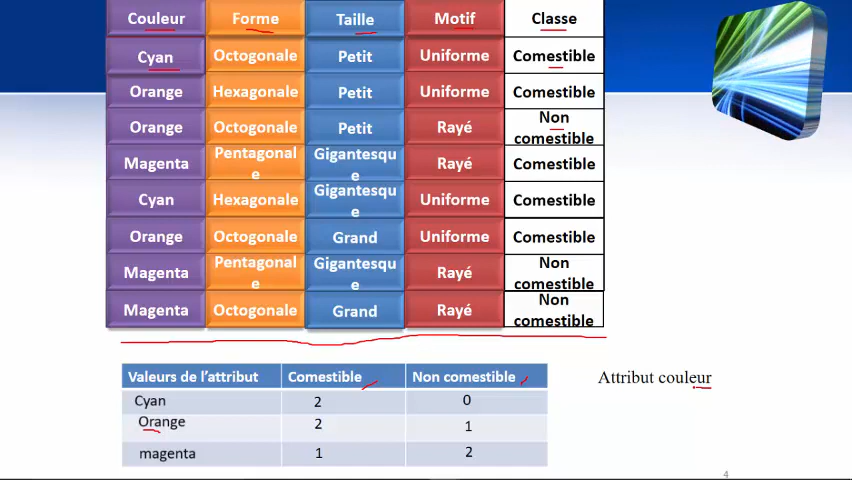 Couleur Forme Taille Motif Classe
Cyan Octogonale Petit Uniforme Comestible
Orange Hexagonale Petit Uniforme Comestible
Orange Octogonale Petit Rayé Non comestible
Magenta Pentagonale Gigantesque Rayé Comestible
Cyan Hexagonale Gigantesque Uniforme Comestible
Orange Octogonale Grand Uniforme Comestible
Magenta Pentagonale Gigantesque Rayé Non comestible
Magenta Octogonale Grand Rayé Non comestible
Valeurs de l’attribut Comestible Non comestible
Cyan 2 0
Orange 2 1
magenta 1 2
Attribut couleur
4